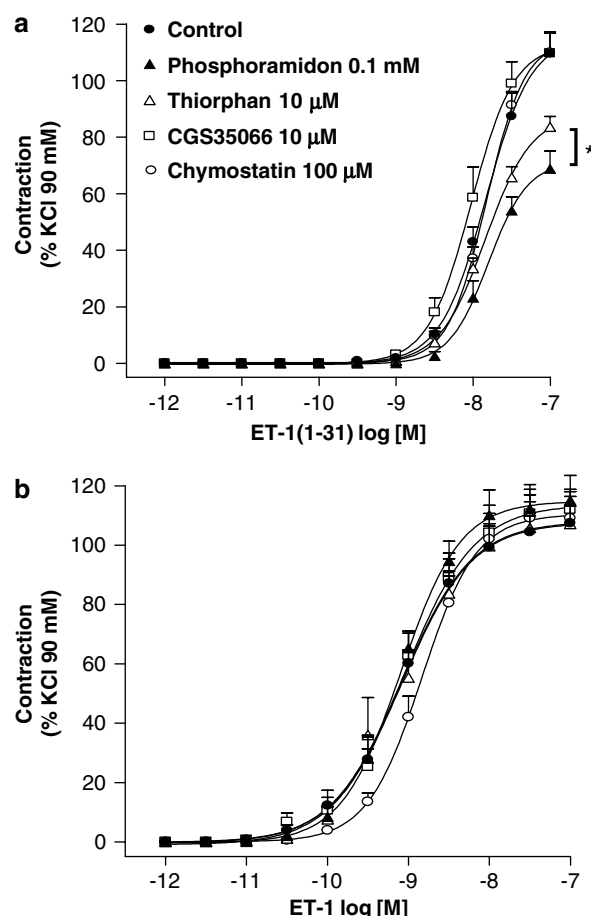 a
Control
Phosphoramidon 0.1 mM
Thiorphan 10 μM
CGS35066 10 μM
Chymostatin 100 μM
120
100
80
60
40
20
0
Contraction
(% KCl 90 mM)
*
-12 -11 -10 -9 -8 -7
ET-1(1-31) log [M]
b
120
100
80
60
40
20
0
Contraction
(% KCl 90 mM)
-12 -11 -10 -9 -8 -7
ET-1 log [M]